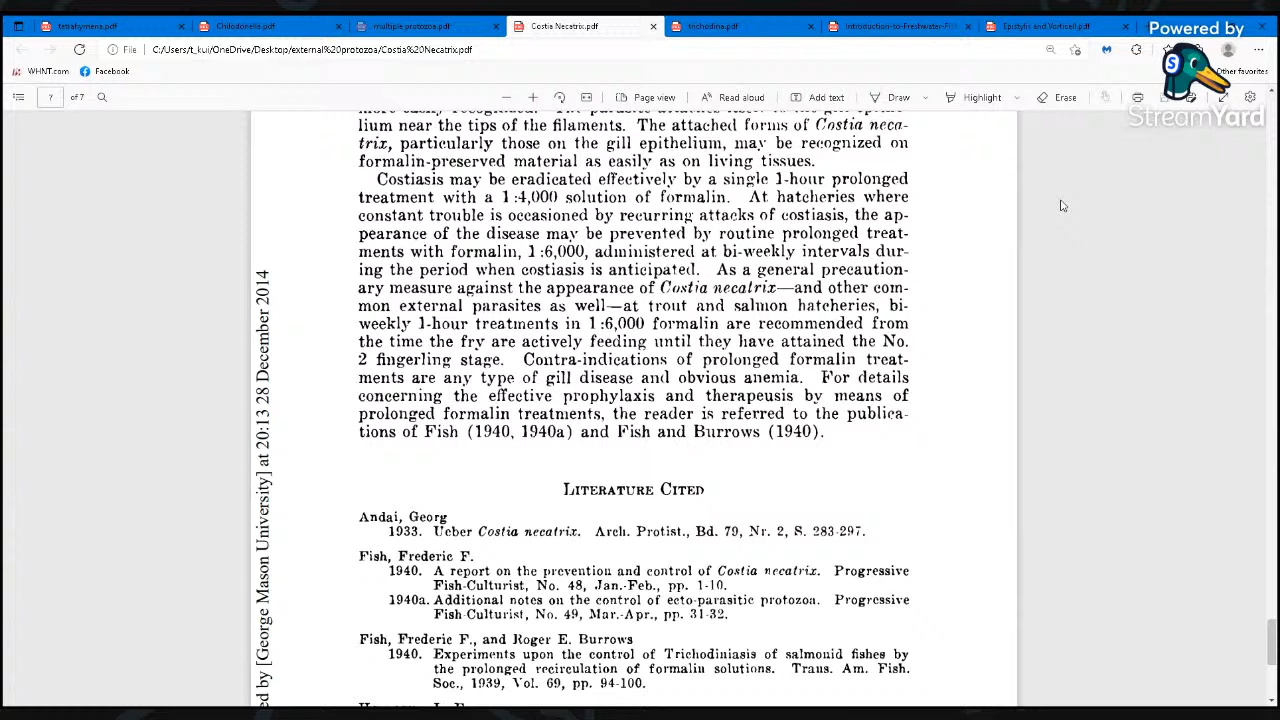 tetrahymena.pdf
Chilodonella.pdf
multiple protozoa.pdf
Costia Necatrix.pdf
trichodina.pdf
Introduction-to-Freshwater-Fish
Epistylis and Vorticell.pdf
Powered by
StreamYard
File
C:/Users/t_kui/OneDrive/Desktop/external%20protozoa/Costia%20Necatrix.pdf
WHNT.com
Facebook
Other favorites
7
of 7
Page view
Read aloud
Add text
Draw
Highlight
Erase
lium near the tips of the filaments. The attached forms of Costia neca-
trix, particularly those on the gill epithelium, may be recognized on
formalin-preserved material as easily as on living tissues.
Costiasis may be eradicated effectively by a single 1-hour prolonged
treatment with a 1:4,000 solution of formalin. At hatcheries where
constant trouble is occasioned by recurring attacks of costiasis, the ap-
pearance of the disease may be prevented by routine prolonged treat-
ments with formalin, 1:6,000, administered at bi-weekly intervals dur-
ing the period when costiasis is anticipated. As a general precaution-
ary measure against the appearance of Costia necatrix—and other com-
mon external parasites as well—at trout and salmon hatcheries, bi-
weekly 1-hour treatments in 1:6,000 formalin are recommended from
the time the fry are actively feeding until they have attained the No.
2 fingerling stage. Contra-indications of prolonged formalin treat-
ments are any type of gill disease and obvious anemia. For details
concerning the effective prophylaxis and therapeusis by means of
prolonged formalin treatments, the reader is referred to the publica-
tions of Fish (1940, 1940a) and Fish and Burrows (1940).
LITERATURE CITED
Andai, Georg
1933. Ueber Costia necatrix. Arch. Protist., Bd. 79, Nr. 2, S. 283-297.
Fish, Frederic F.
1940. A report on the prevention and control of Costia necatrix. Progressive
Fish-Culturist, No. 48, Jan.-Feb., pp. 1-10.
1940a. Additional notes on the control of ecto-parasitic protozoa. Progressive
Fish-Culturist, No. 49, Mar.-Apr., pp. 31-32.
Fish, Frederic F., and Roger E. Burrows
1940. Experiments upon the control of Trichodiniasis of salmonid fishes by
the prolonged recirculation of formalin solutions. Trans. Am. Fish.
Soc., 1939, Vol. 69, pp. 94-100.
ed by [George Mason University] at 20:13 28 December 2014